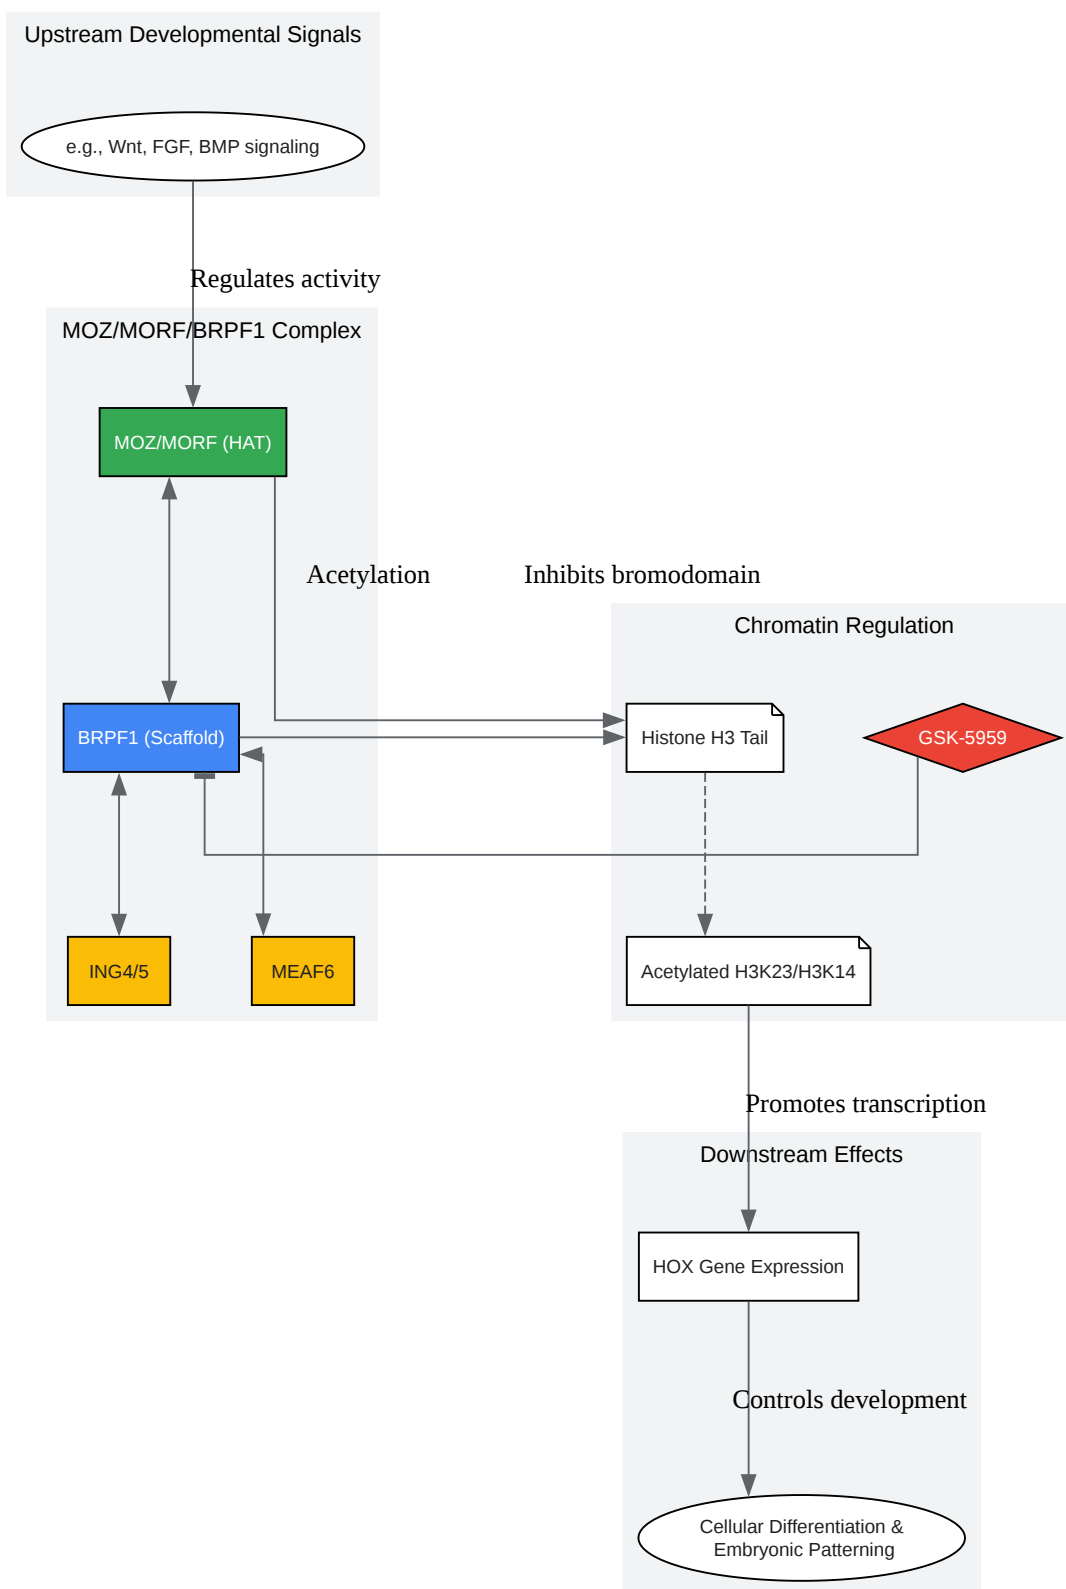 Upstream Developmental Signals
e.g., Wnt, FGF, BMP signaling
Regulates activity
MOZ/MORF/BRPF1 Complex
MOZ/MORF (HAT)
Acetylation
Inhibits bromodomain
Chromatin Regulation
BRPF1 (Scaffold)
Histone H3 Tail
GSK-5959
ING4/5
MEAF6
Acetylated H3K23/H3K14
Promotes transcription
Downstream Effects
HOX Gene Expression
Controls development
Cellular Differentiation &
Embryonic Patterning